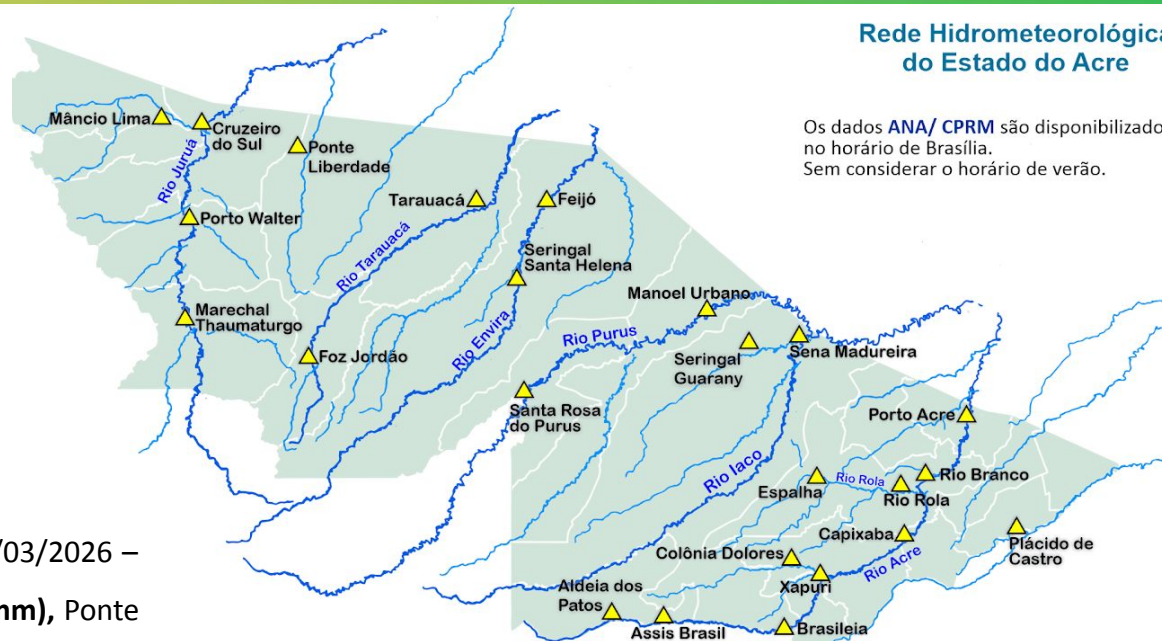 Rede Hidrometeorológica
do Estado do Acre
Os dados ANA/ CPRM são disponibilizado
no horário de Brasília.
Sem considerar o horário de verão.
Mâncio Lima
Cruzeiro
do Sul
Ponte
Liberdade
Rio Juruá
Tarauacá
Feijó
Porto Walter
Rio Tarauacá
Seringal
Santa Helena
Manoel Urbano
Marechal
Thaumaturgo
Rio Envira
Rio Purus
Foz Jordão
Seringal
Guarany
Sena Madureira
Santa Rosa
do Purus
Porto Acre
Rio Iaco
Espalha
Rio Rola
Rio Rola
Rio Branco
Capixaba
Plácido de
Castro
Colônia Dolores
Rio Acre
Xapuri
Aldeia dos
Patos
Assis Brasil
Brasileia
/03/2026 –
nm), Ponte